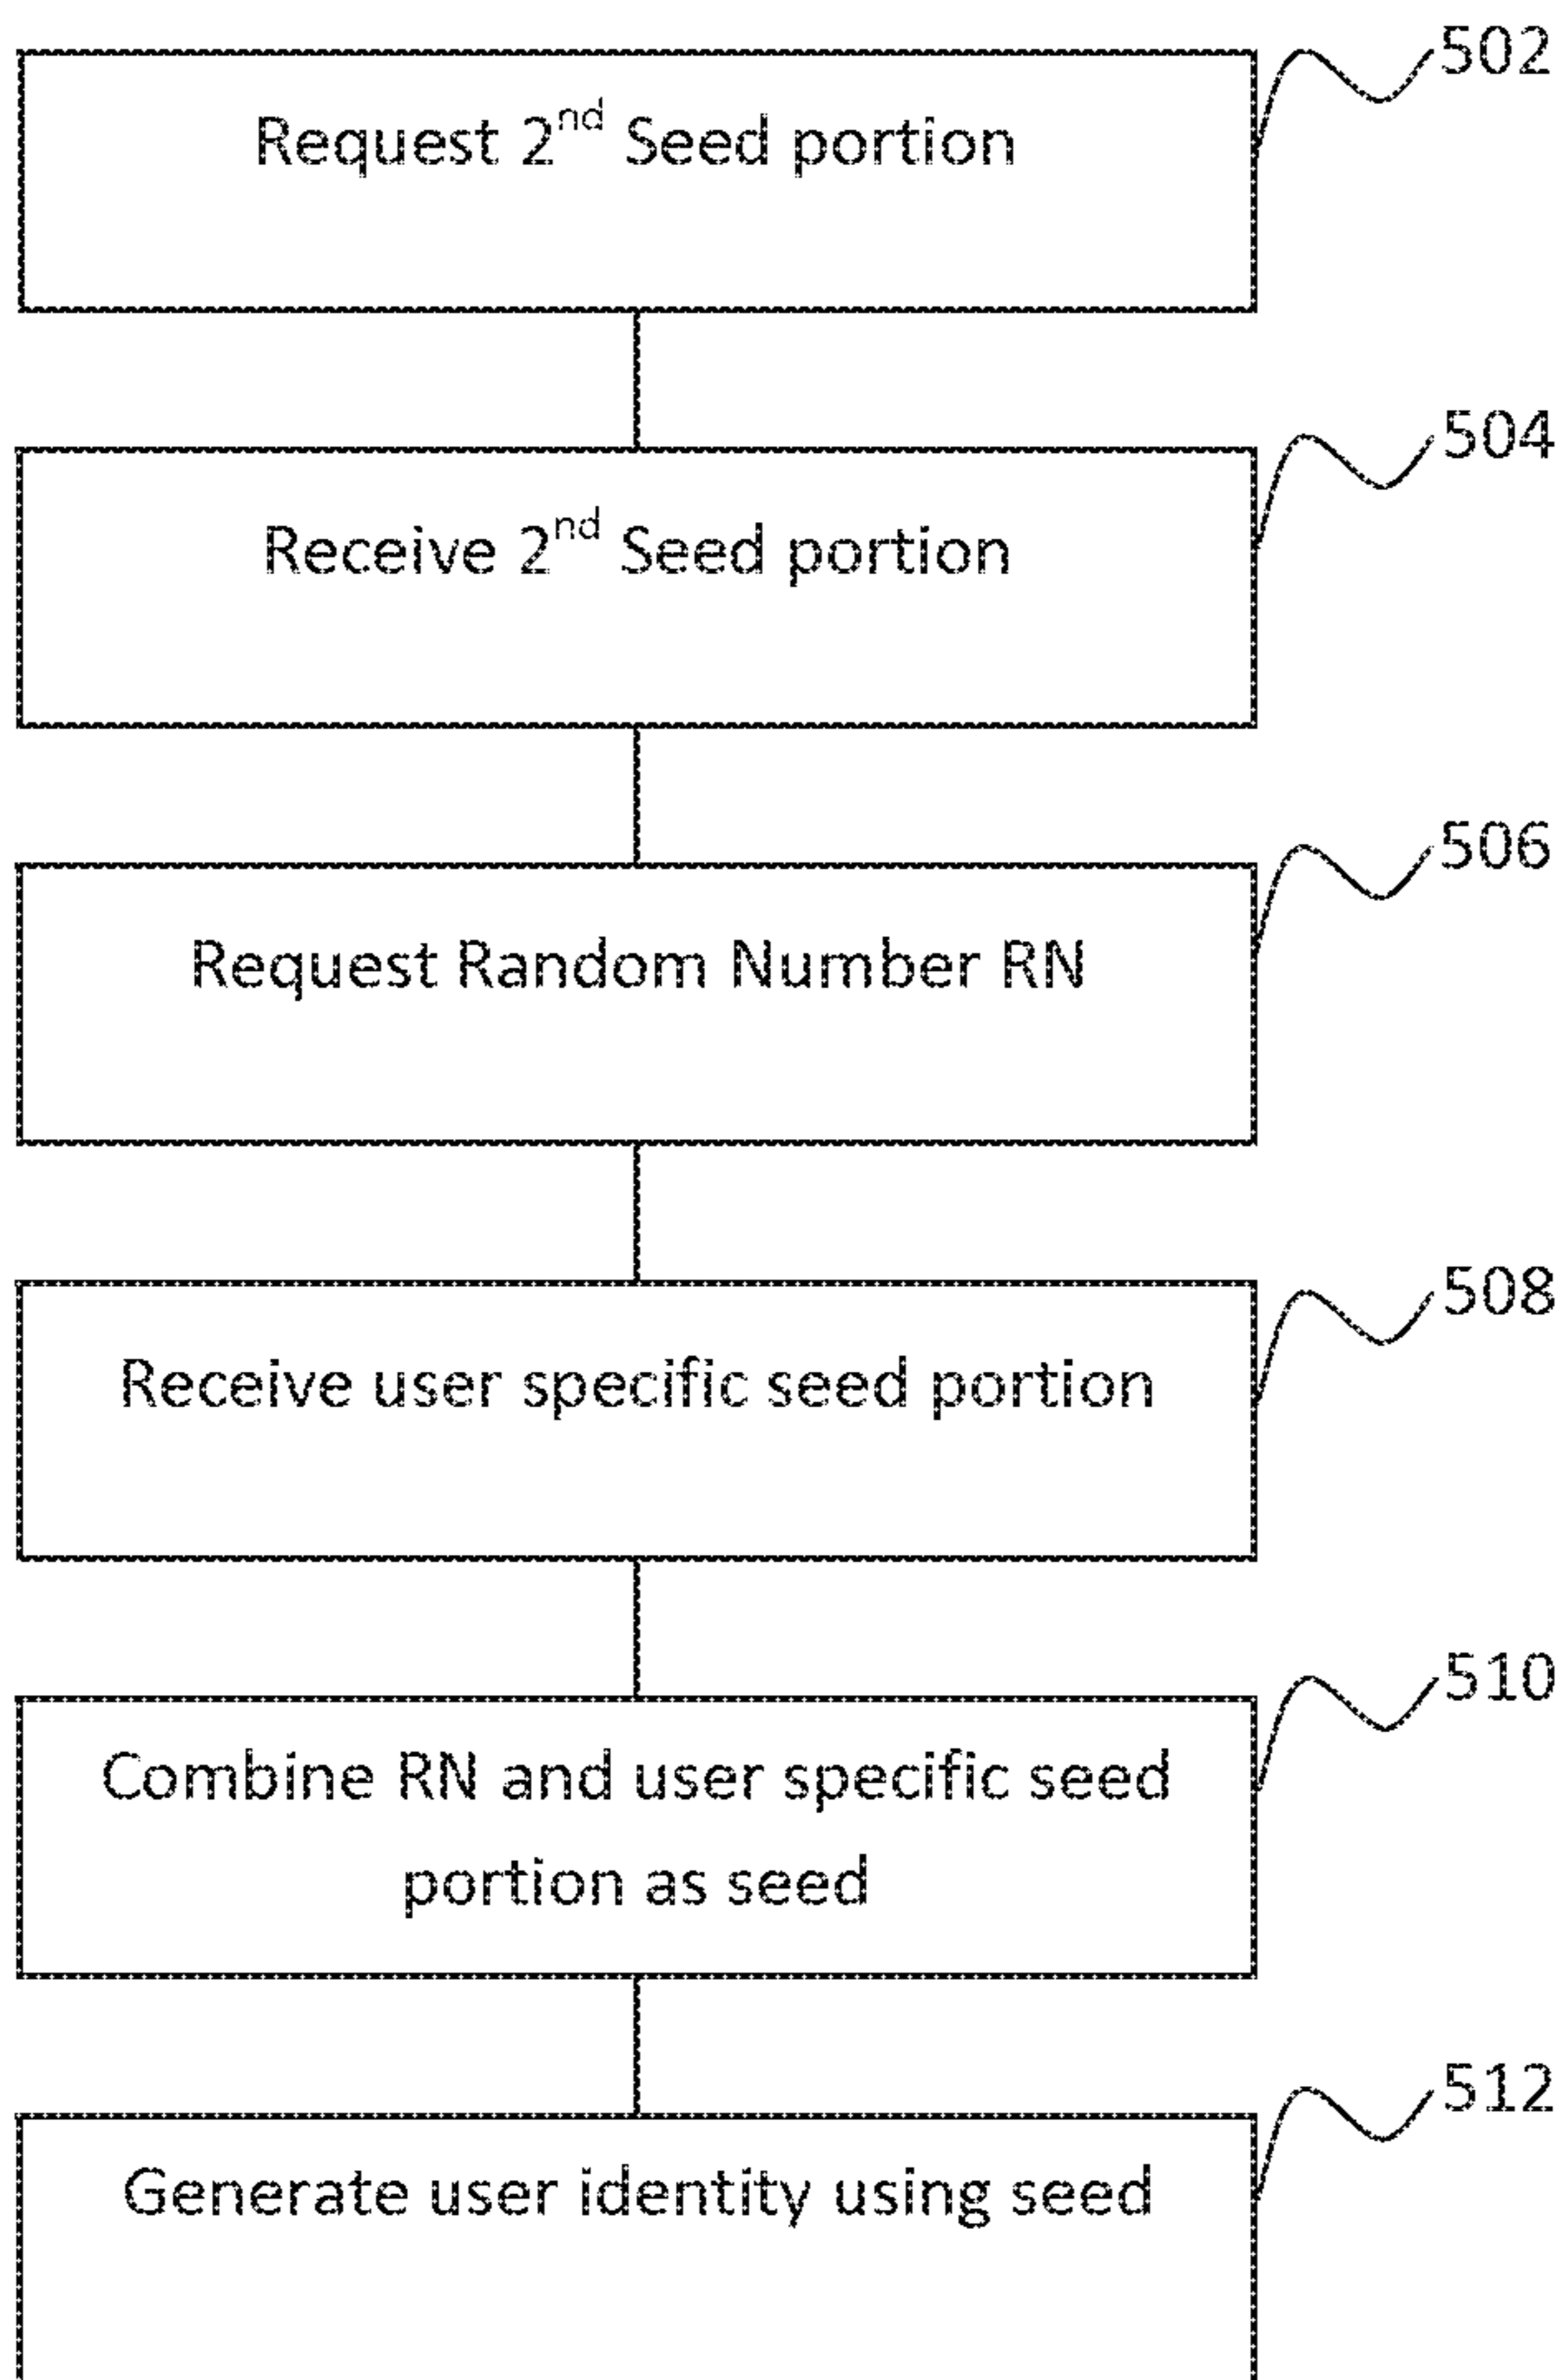 502
Request 2nd Seed portion
504
Receive 2nd Seed portion
506
Request Random Number RN
508
Receive user specific seed portion
510
Combine RN and user specific seed
portion as seed
512
Generate user identity using seed